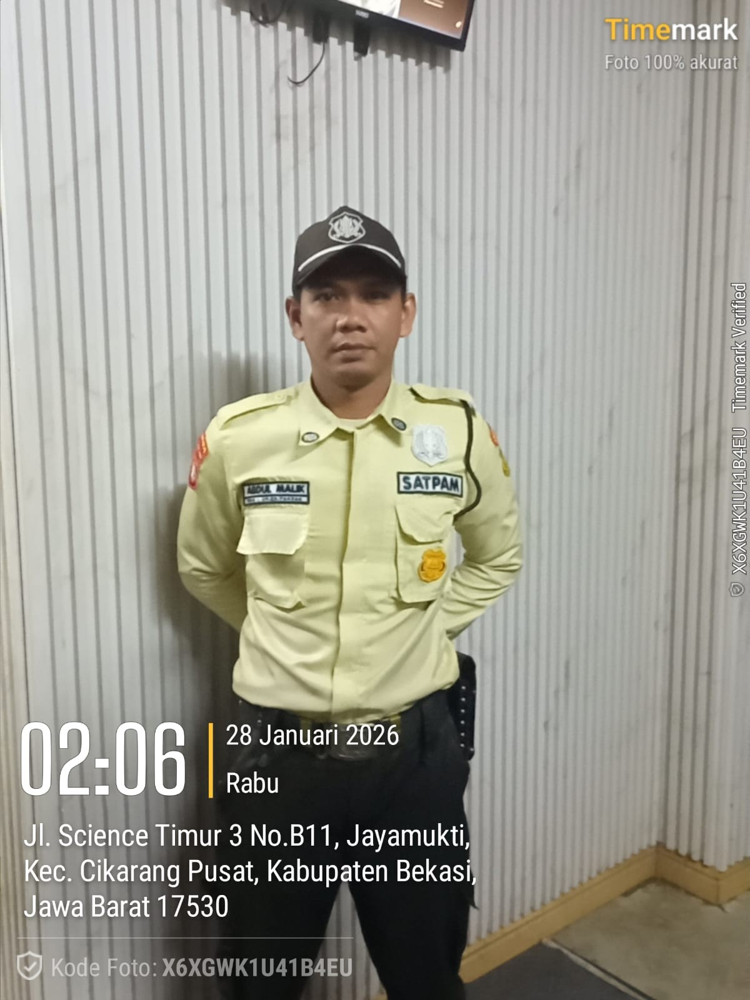 Timemark
Foto 100% akurat
ABDUL MALIK
SATPAM
02:06
28 Januari 2026
Rabu
Jl. Science Timur 3 No.B11, Jayamukti,
Kec. Cikarang Pusat, Kabupaten Bekasi,
Jawa Barat 17530
Kode Foto: X6XGWK1U41B4EU
X6XGWK1U41B4EU Timemark Verified